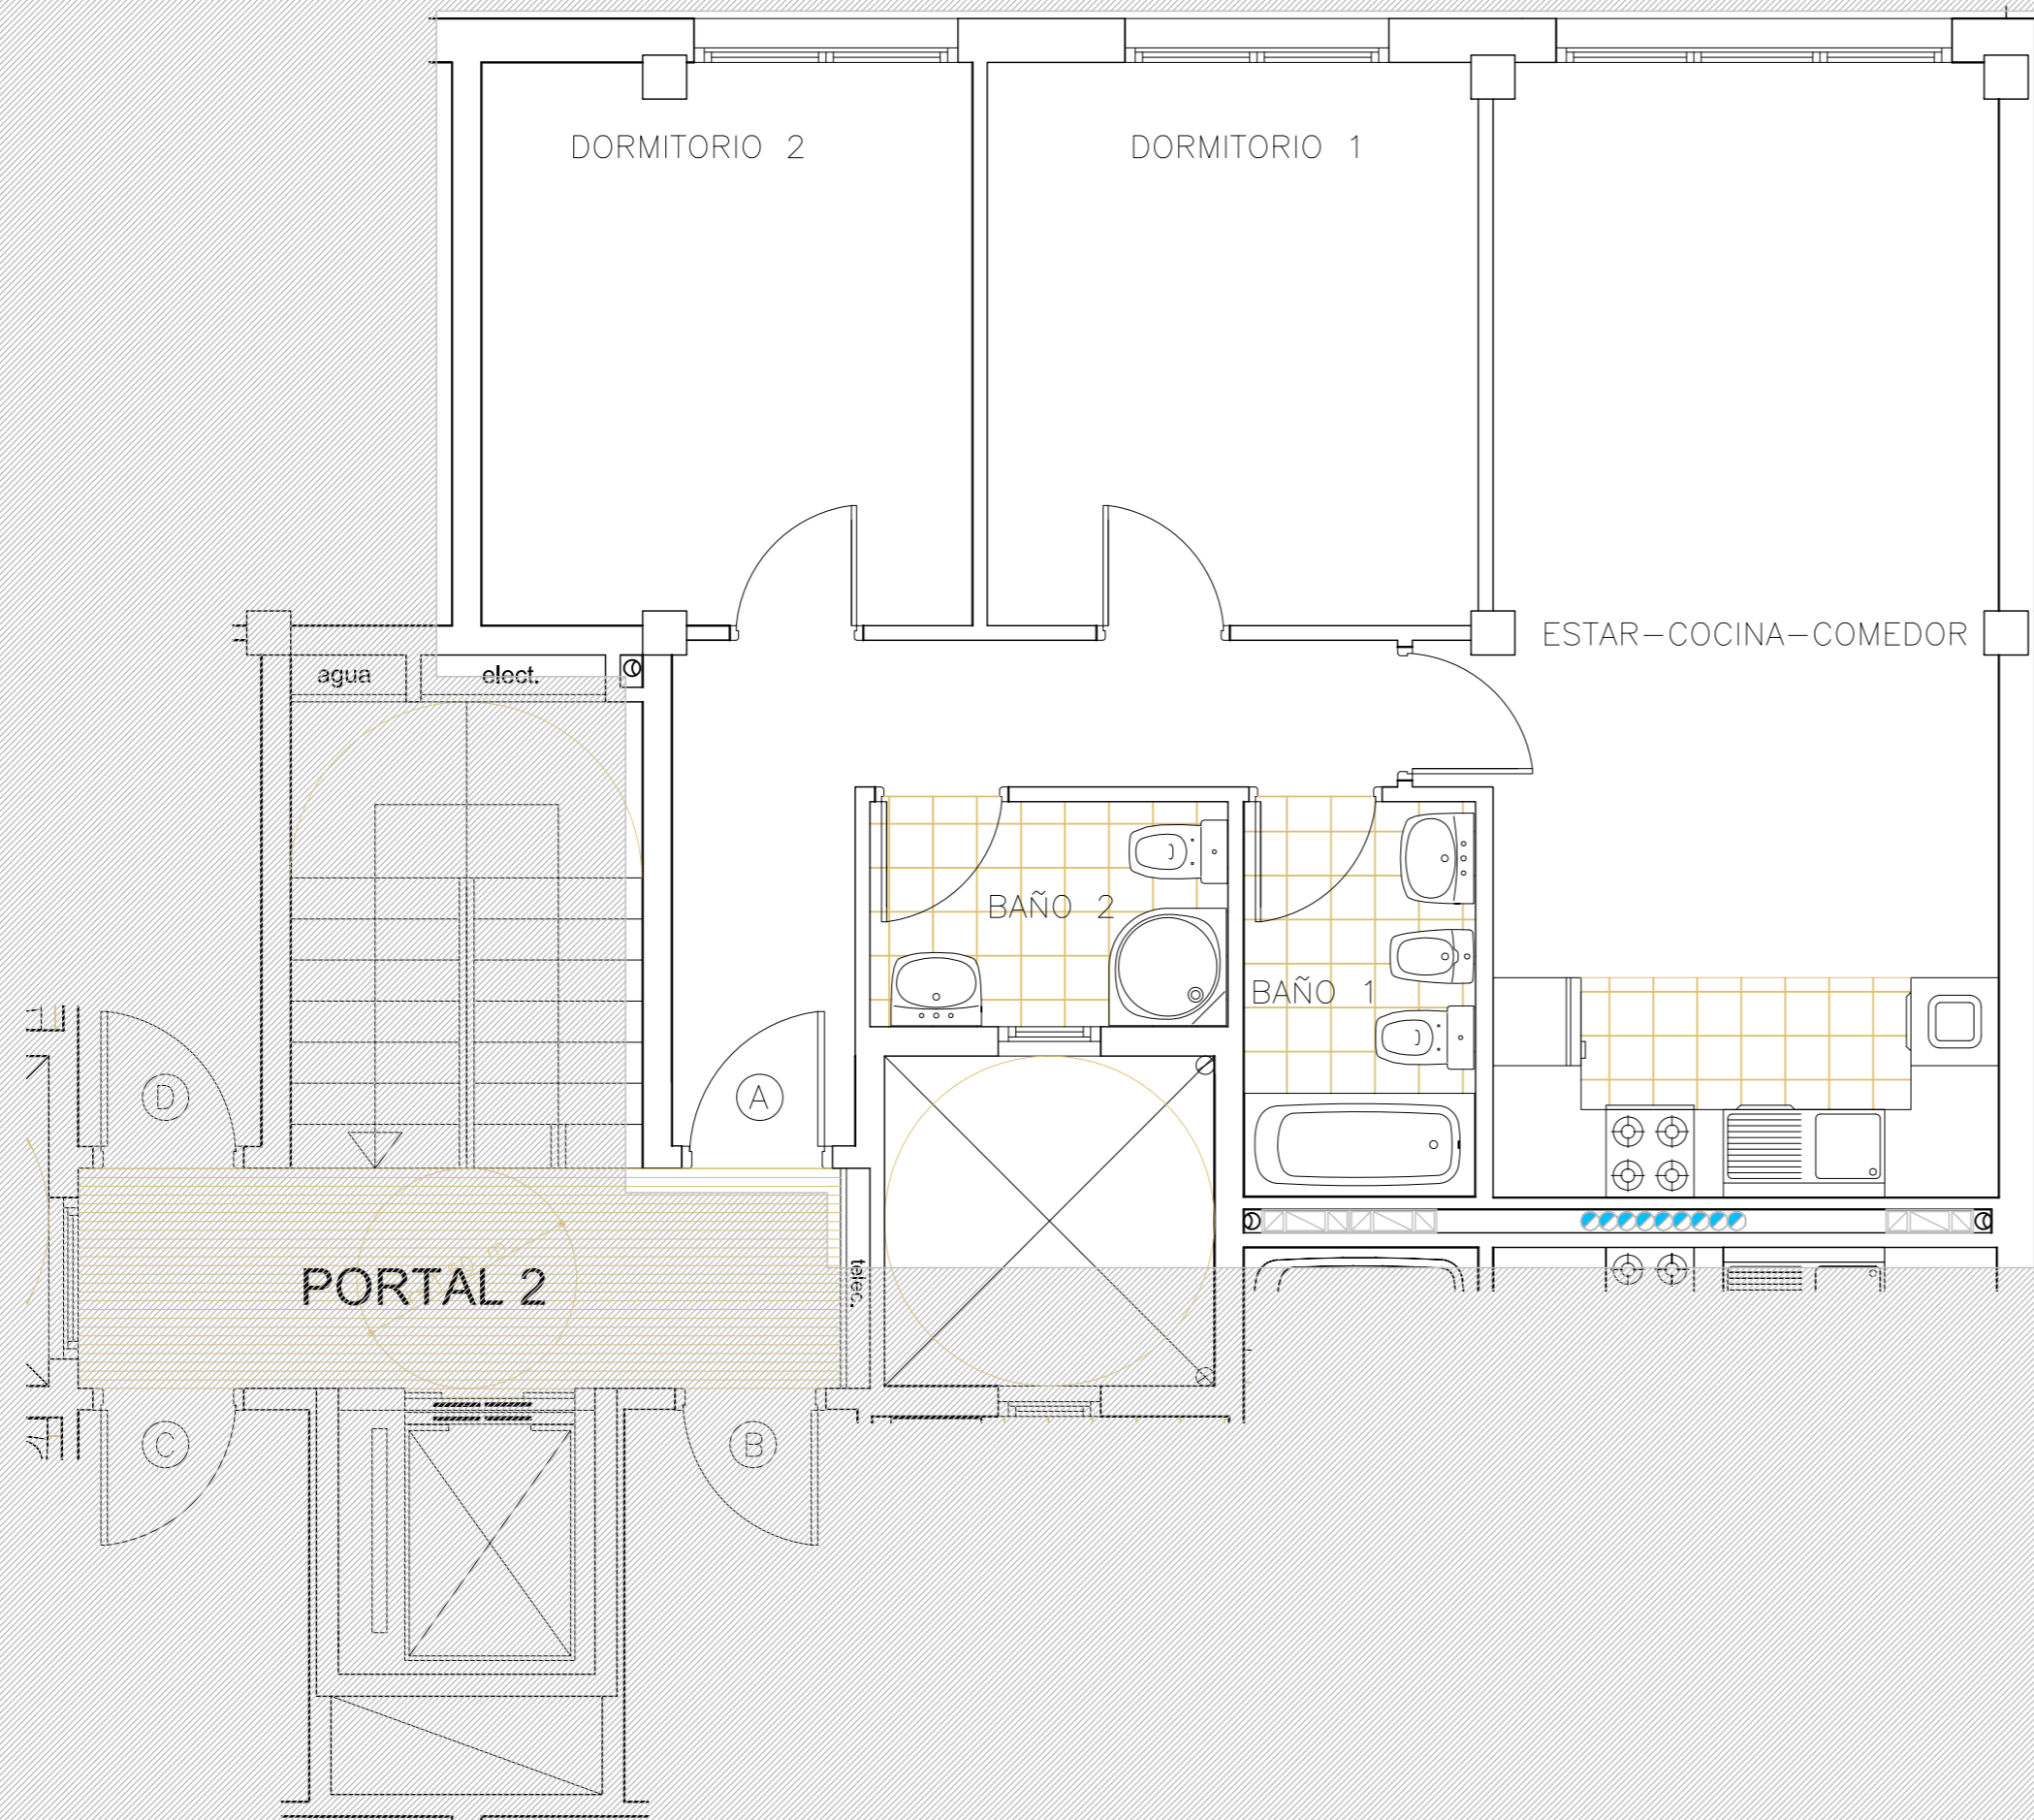 DORMITORIO 2
DORMITORIO 1
ESTAR-COCINA-COMEDOR
agua
elect.
BAÑO 2
BAÑO 1
D
A
PORTAL 2
telec.
C
B